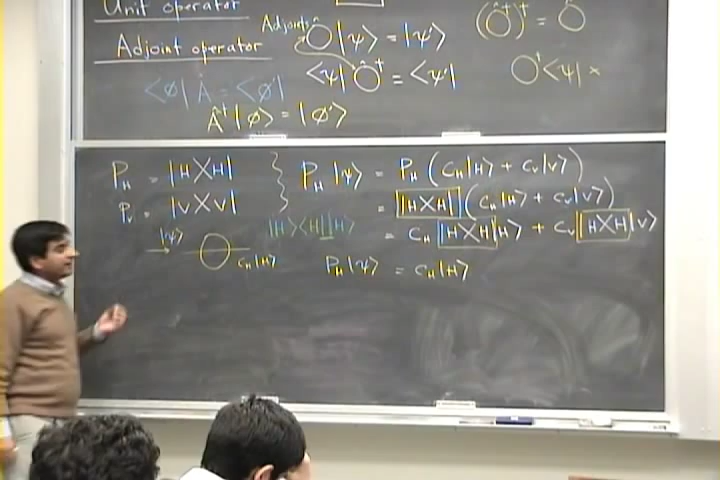 Unit operator
Adjoint operator
Adjoint
Ô|ψ⟩ = |ψ'⟩
(Ô†)† = Ô
⟨ψ|Ô† = ⟨ψ'|
O†⟨ψ| ×
⟨φ|Â = ⟨φ'|
Â†|φ⟩ = |φ'⟩
P_H = |H⟩⟨H|
P_V = |V⟩⟨V|
|ψ⟩
C_H|H⟩
P_H|ψ⟩ = P_H (C_H|H⟩ + C_V|V⟩)
= |H⟩⟨H| (C_H|H⟩ + C_V|V⟩)
|H⟩⟨H||H⟩
= C_H |H⟩⟨H|H⟩ + C_V |H⟩⟨H|V⟩
P_H|ψ⟩ = C_H|H⟩